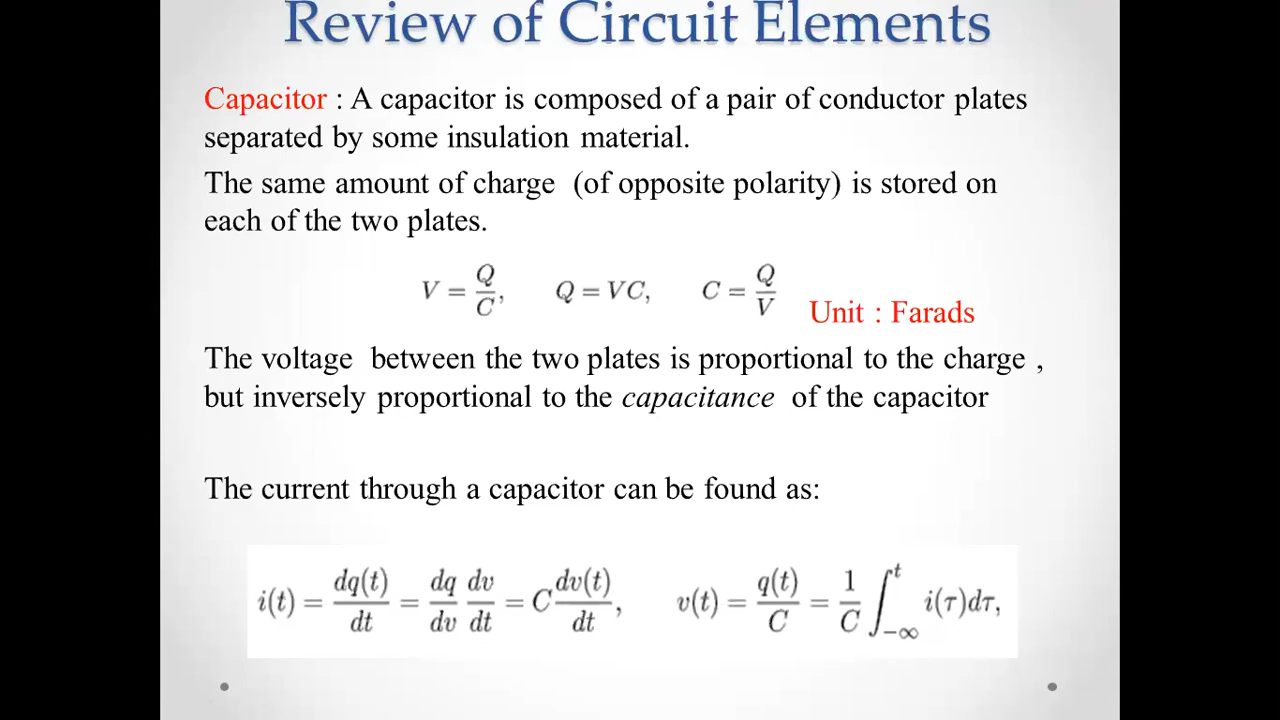 Review of Circuit Elements
Capacitor : A capacitor is composed of a pair of conductor plates
separated by some insulation material.
The same amount of charge (of opposite polarity) is stored on
each of the two plates.
V = Q/C, Q = VC, C = Q/V
Unit : Farads
The voltage between the two plates is proportional to the charge ,
but inversely proportional to the capacitance of the capacitor
The current through a capacitor can be found as:
i(t) = dq(t)/dt = dq/dv dv/dt = C dv(t)/dt, v(t) = q(t)/C = 1/C ∫_{-∞}^{t} i(τ)dτ,